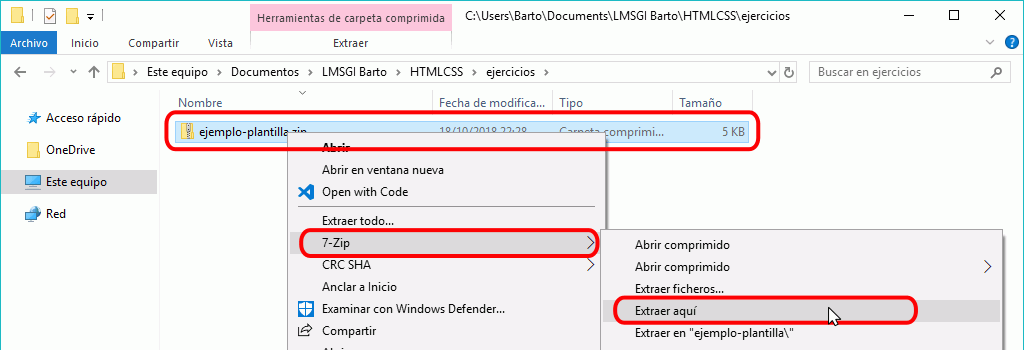 Herramientas de carpeta comprimida
C:\Users\Barto\Documents\LMSGI Barto\HTMLCSS\ejercicios
Archivo Inicio Compartir Vista Extraer
Este equipo Documentos LMSGI Barto HTMLCSS ejercicios
Buscar en ejercicios
Nombre Fecha de modifica... Tipo Tamaño
ejemplo-plantilla.zip 18/10/2018 22:28 Carpeta comprimi... 5 KB
Acceso rápido
OneDrive
Este equipo
Red
Abrir
Abrir en ventana nueva
Open with Code
Extraer todo...
7-Zip
CRC SHA
Anclar a Inicio
Examinar con Windows Defender...
Compartir
Abrir comprimido
Abrir comprimido
Extraer ficheros...
Extraer aquí
Extraer en "ejemplo-plantilla\"